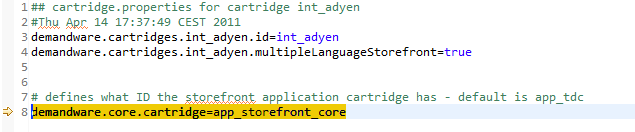 1 ## cartridge.properties for cartridge int_adyen
2 #Thu Apr 14 17:37:49 CEST 2011
3 demandware.cartridges.int_adyen.id=int_adyen
4 demandware.cartridges.int_adyen.multipleLanguageStorefront=true
5
6
7 # defines what ID the storefront application cartridge has - default is app_tdc
8 demandware.core.cartridge=app_storefront_core